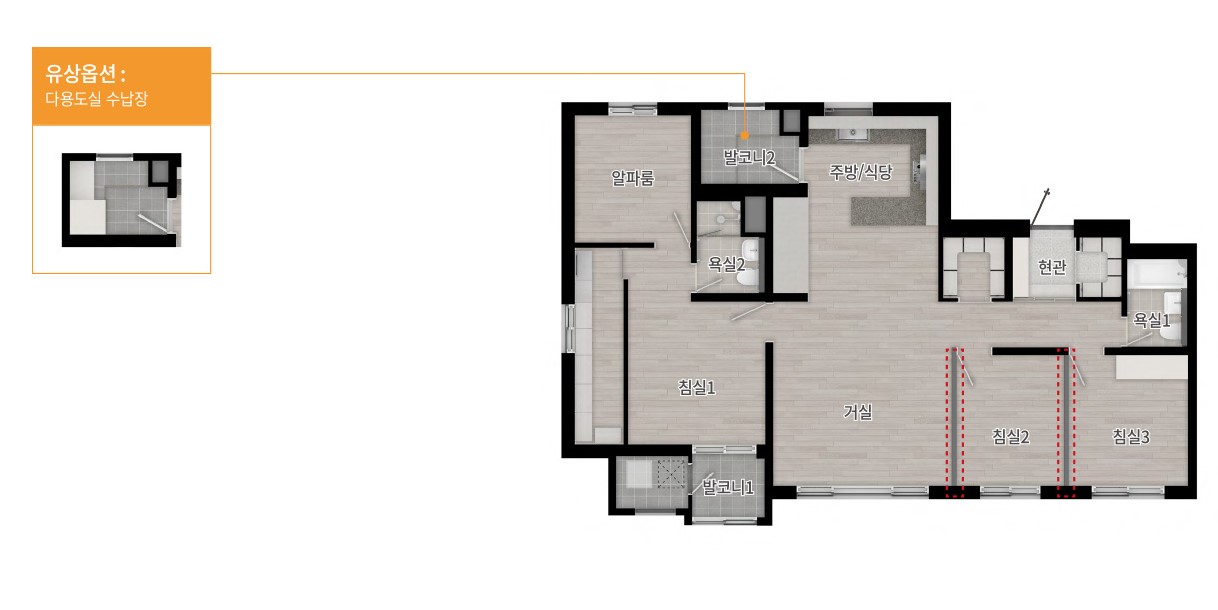 유상옵션 :
다용도실 수납장
알파룸
발코니2
주방/식당
욕실2
현관
욕실1
침실1
거실
침실2
침실3
발코니1